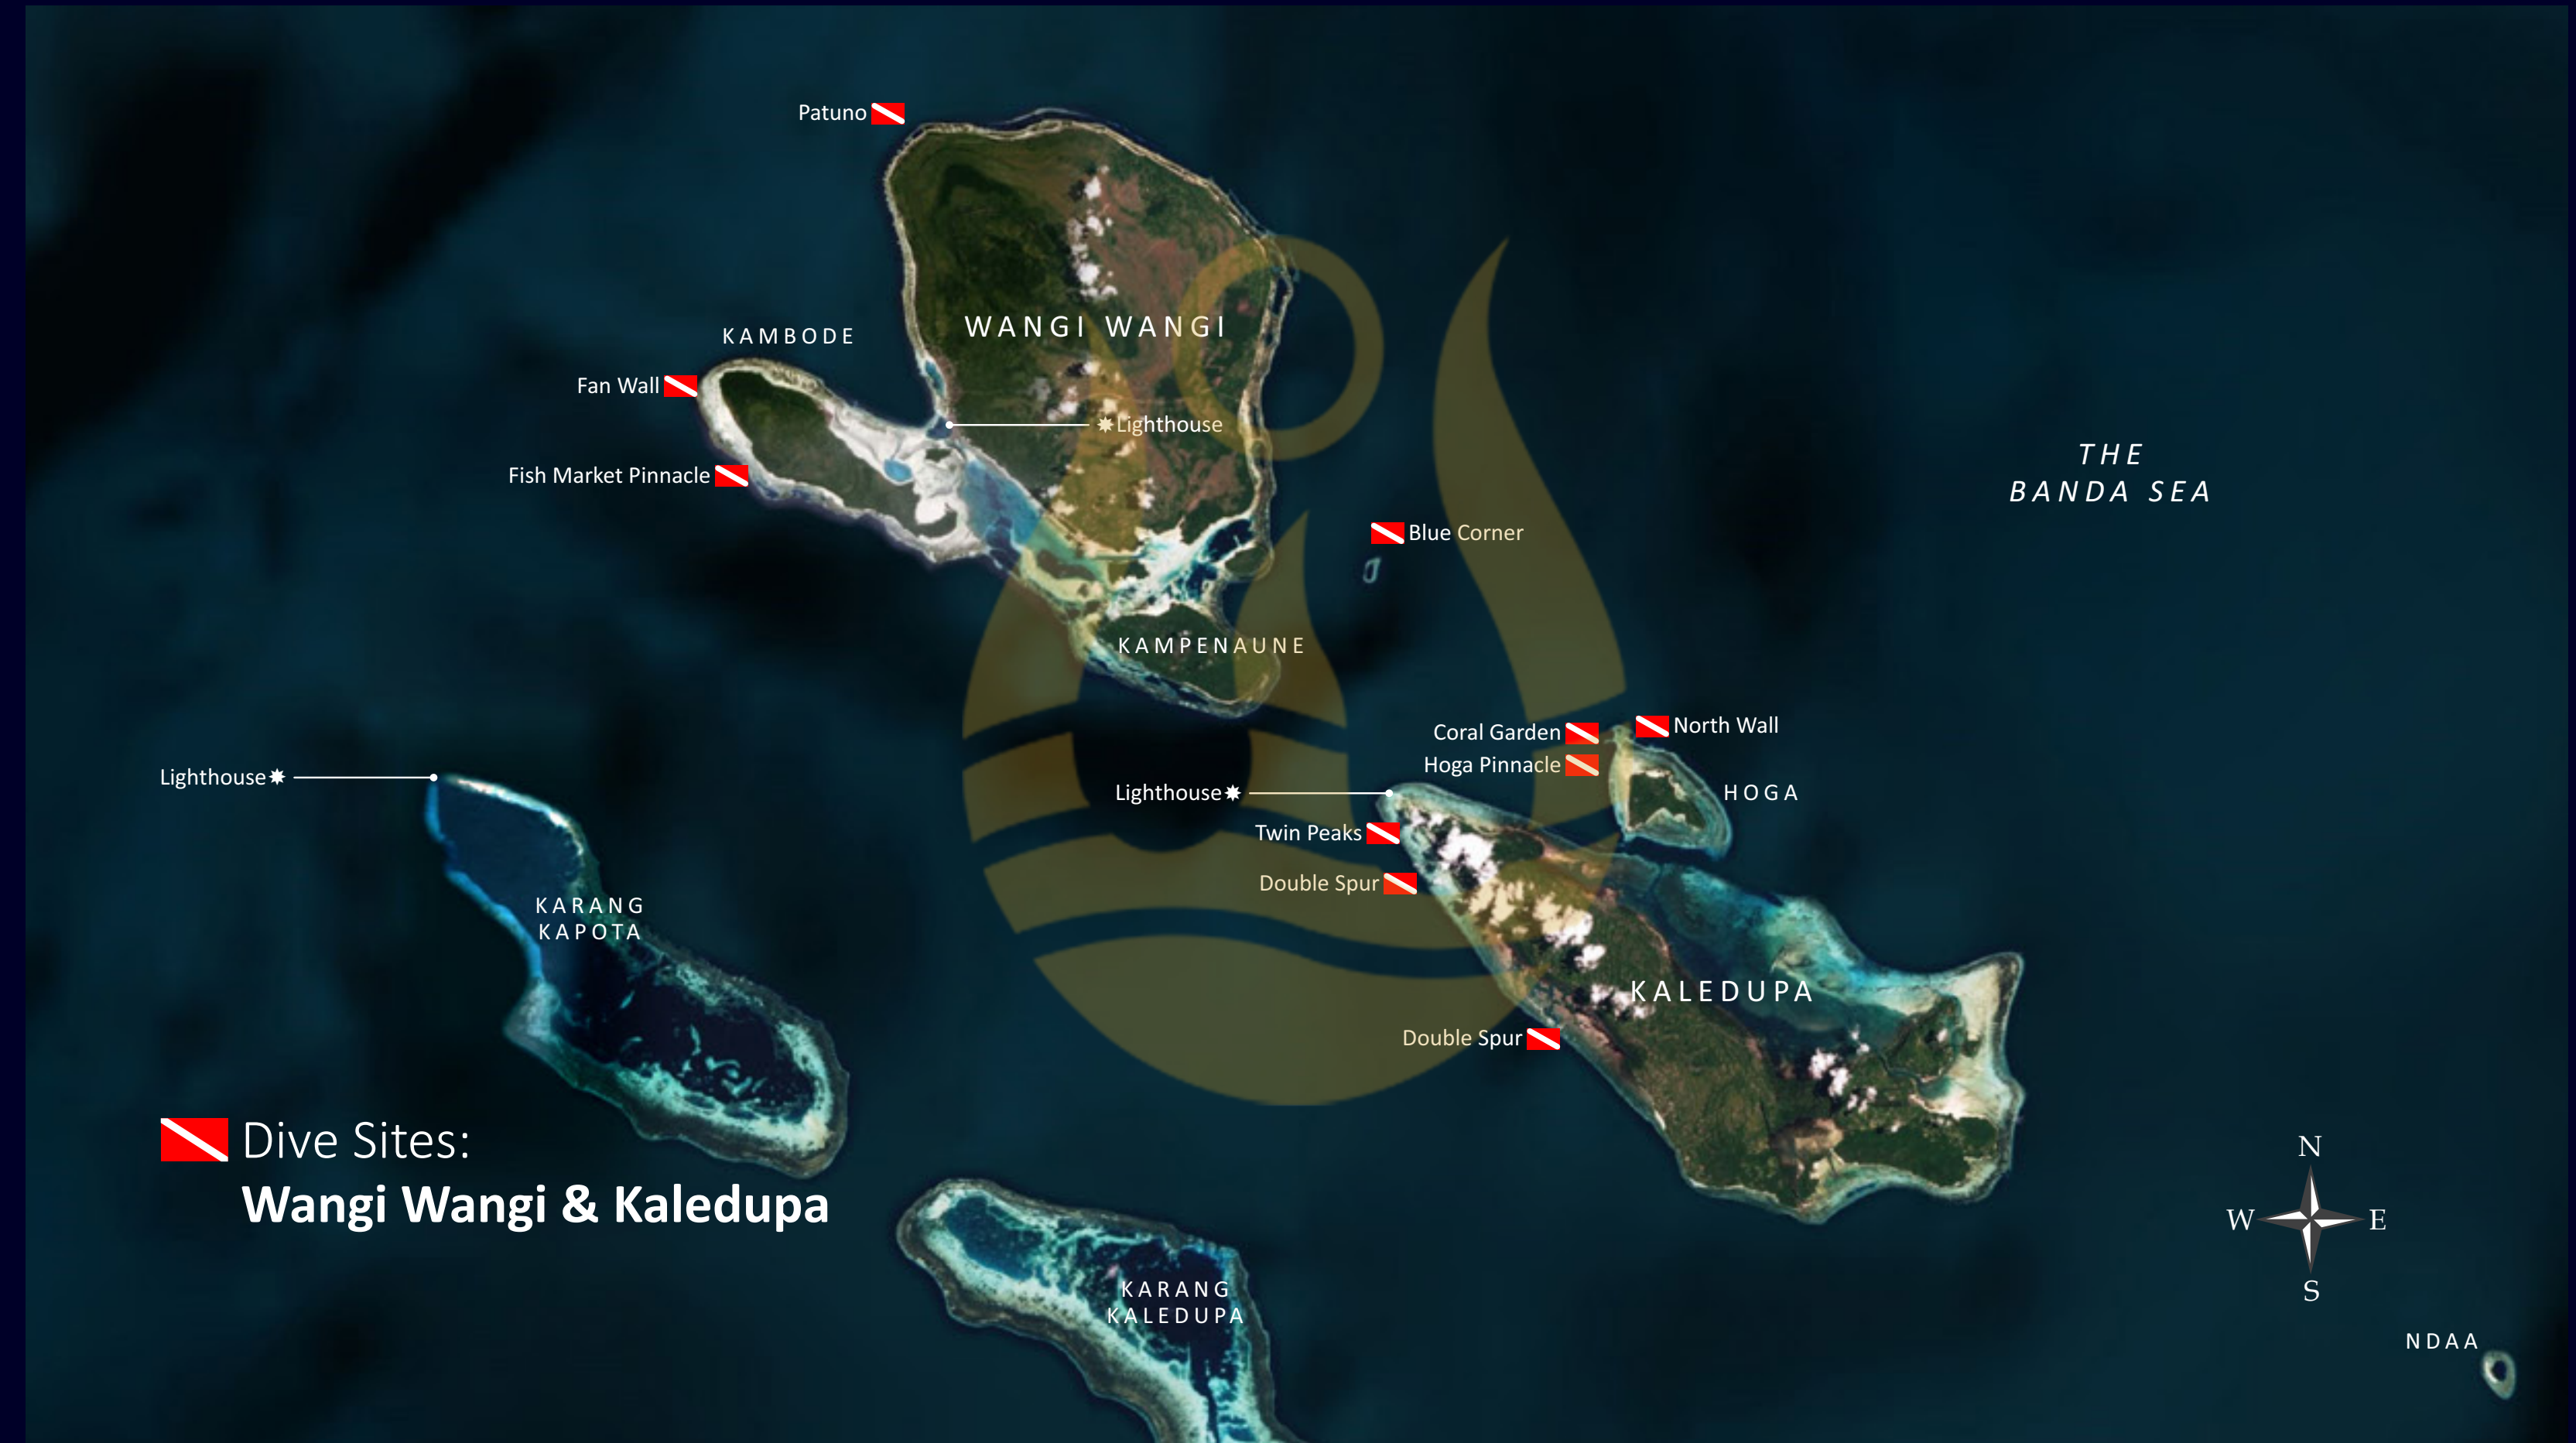 Patuno
KAMBODE
WANGI WANGI
Fan Wall
Lighthouse
Fish Market Pinnacle
THE
BANDA SEA
Blue Corner
KAMPENAUNE
Coral Garden
North Wall
Hoga Pinnacle
HOGA
Lighthouse
Lighthouse
Twin Peaks
Double Spur
KARANG
KAPOTA
KALEDUPA
Double Spur
Dive Sites:
Wangi Wangi & Kaledupa
KARANG
KALEDUPA
N
W
E
S
NDAA